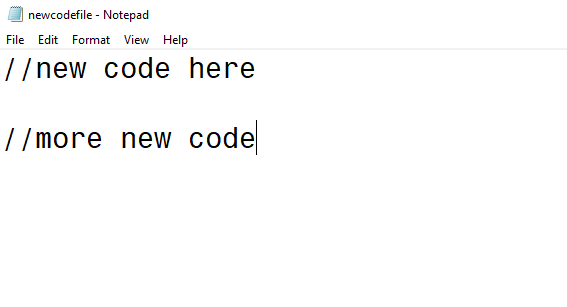 newcodefile - Notepad
File Edit Format View Help
//new code here
//more new code